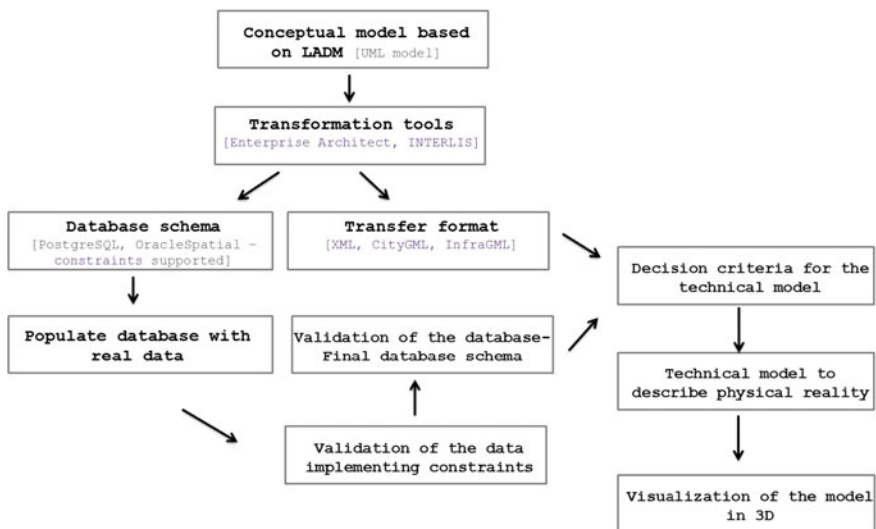 Conceptual model based
on LADM [UML model]
Transformation tools
[Enterprise Architect, INTERLIS]
Database schema
[PostgreSQL, OracleSpatial –
constraints supported]
Transfer format
[XML, CityGML, InfraGML]
Decision criteria for the
technical model
Populate database with
real data
Validation of the database-
Final database schema
Technical model to
describe physical reality
Validation of the data
implementing constraints
Visualization of the model
in 3D